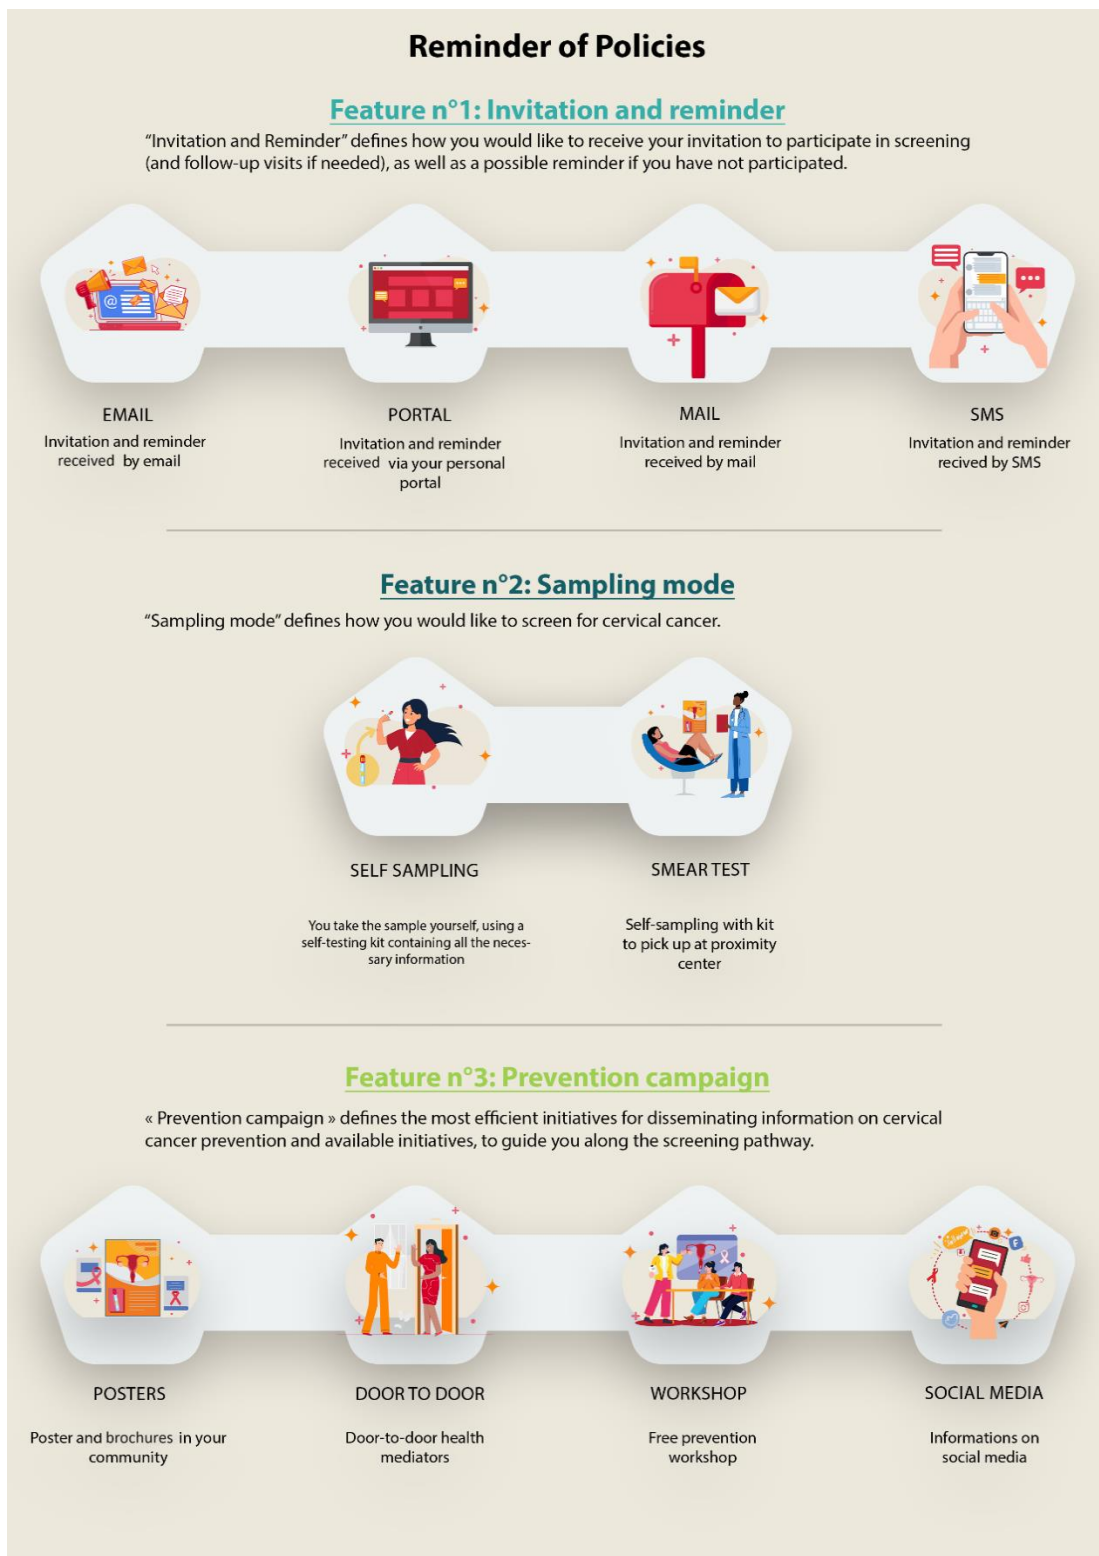 Reminder of Policies
Feature n°1: Invitation and reminder
“Invitation and Reminder” defines how you would like to receive your invitation to participate in screening
(and follow-up visits if needed), as well as a possible reminder if you have not participated.
EMAIL
Invitation and reminder
received by email
PORTAL
Invitation and reminder
received via your personal
portal
MAIL
Invitation and reminder
received by mail
SMS
Invitation and reminder
recived by SMS
Feature n°2: Sampling mode
“Sampling mode” defines how you would like to screen for cervical cancer.
SELF SAMPLING
You take the sample yourself, using a
self-testing kit containing all the neces-
sary information
SMEAR TEST
Self-sampling with kit
to pick up at proximity
center
Feature n°3: Prevention campaign
« Prevention campaign » defines the most efficient initiatives for disseminating information on cervical
cancer prevention and available initiatives, to guide you along the screening pathway.
POSTERS
Poster and brochures in your
community
DOOR TO DOOR
Door-to-door health
mediators
WORKSHOP
Free prevention
workshop
SOCIAL MEDIA
Informations on
social media